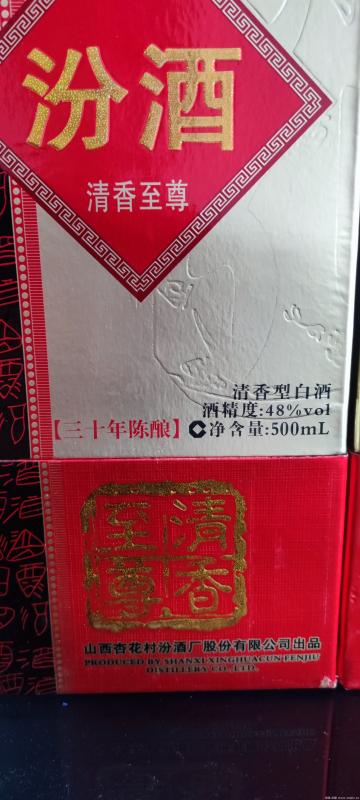 汾酒
清香至尊
清香型白酒
酒精度:48%vol
【三十年陈酿】 净含量:500mL
清香
至尊
山西杏花村汾酒厂股份有限公司出品
PRODUCED BY SHANXI XINGHUACUN FENJIU
DISTILLERY CO., LTD.